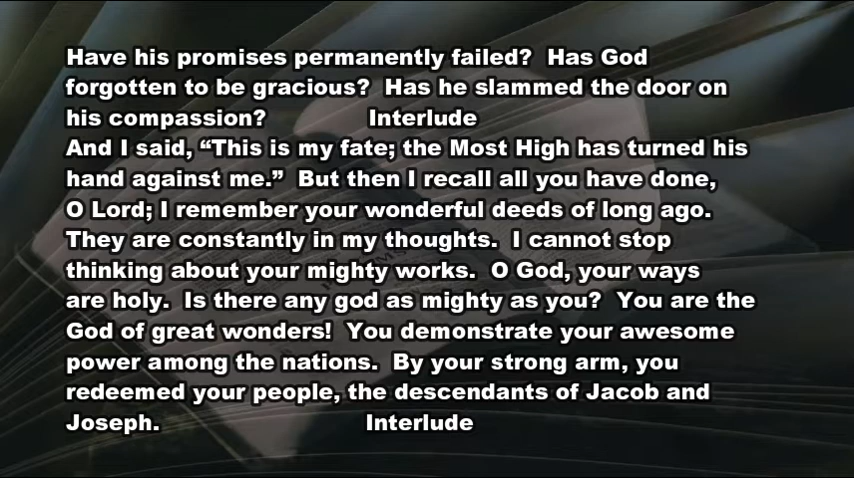 Have his promises permanently failed?  Has God
forgotten to be gracious?  Has he slammed the door on
his compassion?                Interlude
And I said, “This is my fate; the Most High has turned his
hand against me.”  But then I recall all you have done,
O Lord; I remember your wonderful deeds of long ago.
They are constantly in my thoughts.  I cannot stop
thinking about your mighty works.  O God, your ways
are holy.  Is there any god as mighty as you?  You are the
God of great wonders!  You demonstrate your awesome
power among the nations.  By your strong arm, you
redeemed your people, the descendants of Jacob and
Joseph.                                Interlude